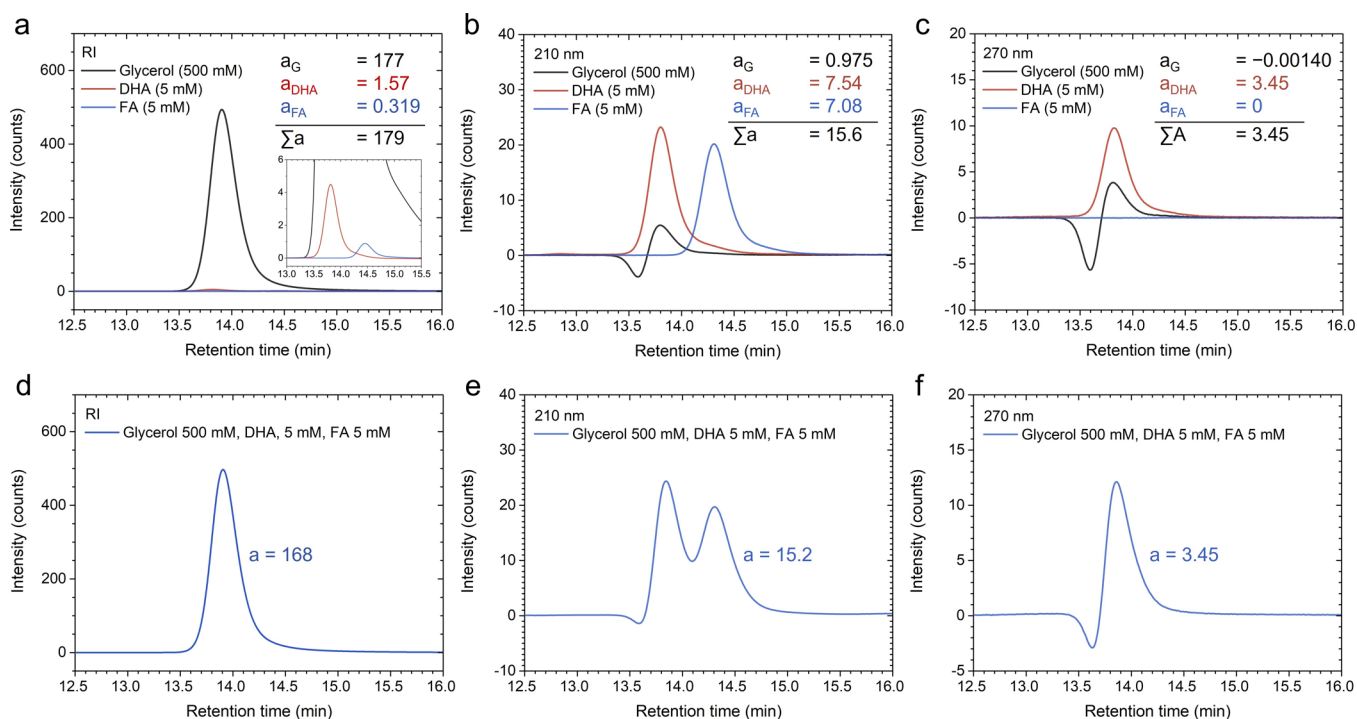 a
RI
Glycerol (500 mM)
DHA (5 mM)
FA (5 mM)
a_G = 177
a_DHA = 1.57
a_FA = 0.319
∑a = 179
6
4
2
0
13.0 13.5 14.0 14.5 15.0 15.5
600
400
200
0
12.5 13.0 13.5 14.0 14.5 15.0 15.5 16.0
Intensity (counts)
Retention time (min)
b
210 nm
Glycerol (500 mM)
DHA (5 mM)
FA (5 mM)
a_G = 0.975
a_DHA = 7.54
a_FA = 7.08
∑a = 15.6
40
30
20
10
0
-10
12.5 13.0 13.5 14.0 14.5 15.0 15.5 16.0
Intensity (counts)
Retention time (min)
c
270 nm
Glycerol (500 mM)
DHA (5 mM)
FA (5 mM)
a_G = −0.00140
a_DHA = 3.45
a_FA = 0
∑A = 3.45
20
15
10
5
0
-5
-10
12.5 13.0 13.5 14.0 14.5 15.0 15.5 16.0
Intensity (counts)
Retention time (min)
d
RI
Glycerol 500 mM, DHA, 5 mM, FA 5 mM
a = 168
600
400
200
0
12.5 13.0 13.5 14.0 14.5 15.0 15.5 16.0
Intensity (counts)
Retention time (min)
e
210 nm
Glycerol 500 mM, DHA 5 mM, FA 5 mM
a = 15.2
40
30
20
10
0
-10
12.5 13.0 13.5 14.0 14.5 15.0 15.5 16.0
Intensity (counts)
Retention time (min)
f
270 nm
Glycerol 500 mM, DHA 5 mM, FA 5 mM
a = 3.45
20
15
10
5
0
-5
12.5 13.0 13.5 14.0 14.5 15.0 15.5 16.0
Intensity (counts)
Retention time (min)